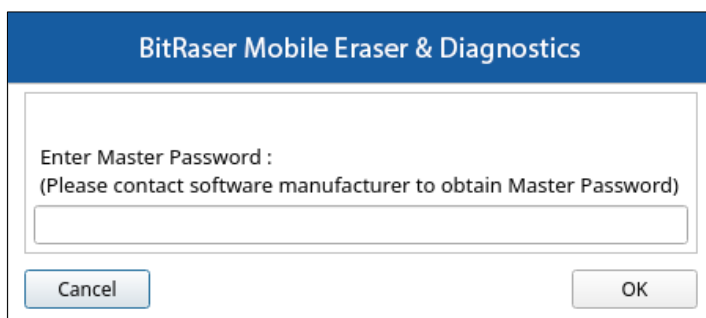 BitRaser Mobile Eraser & Diagnostics
Enter Master Password :
(Please contact software manufacturer to obtain Master Password)
Cancel
OK